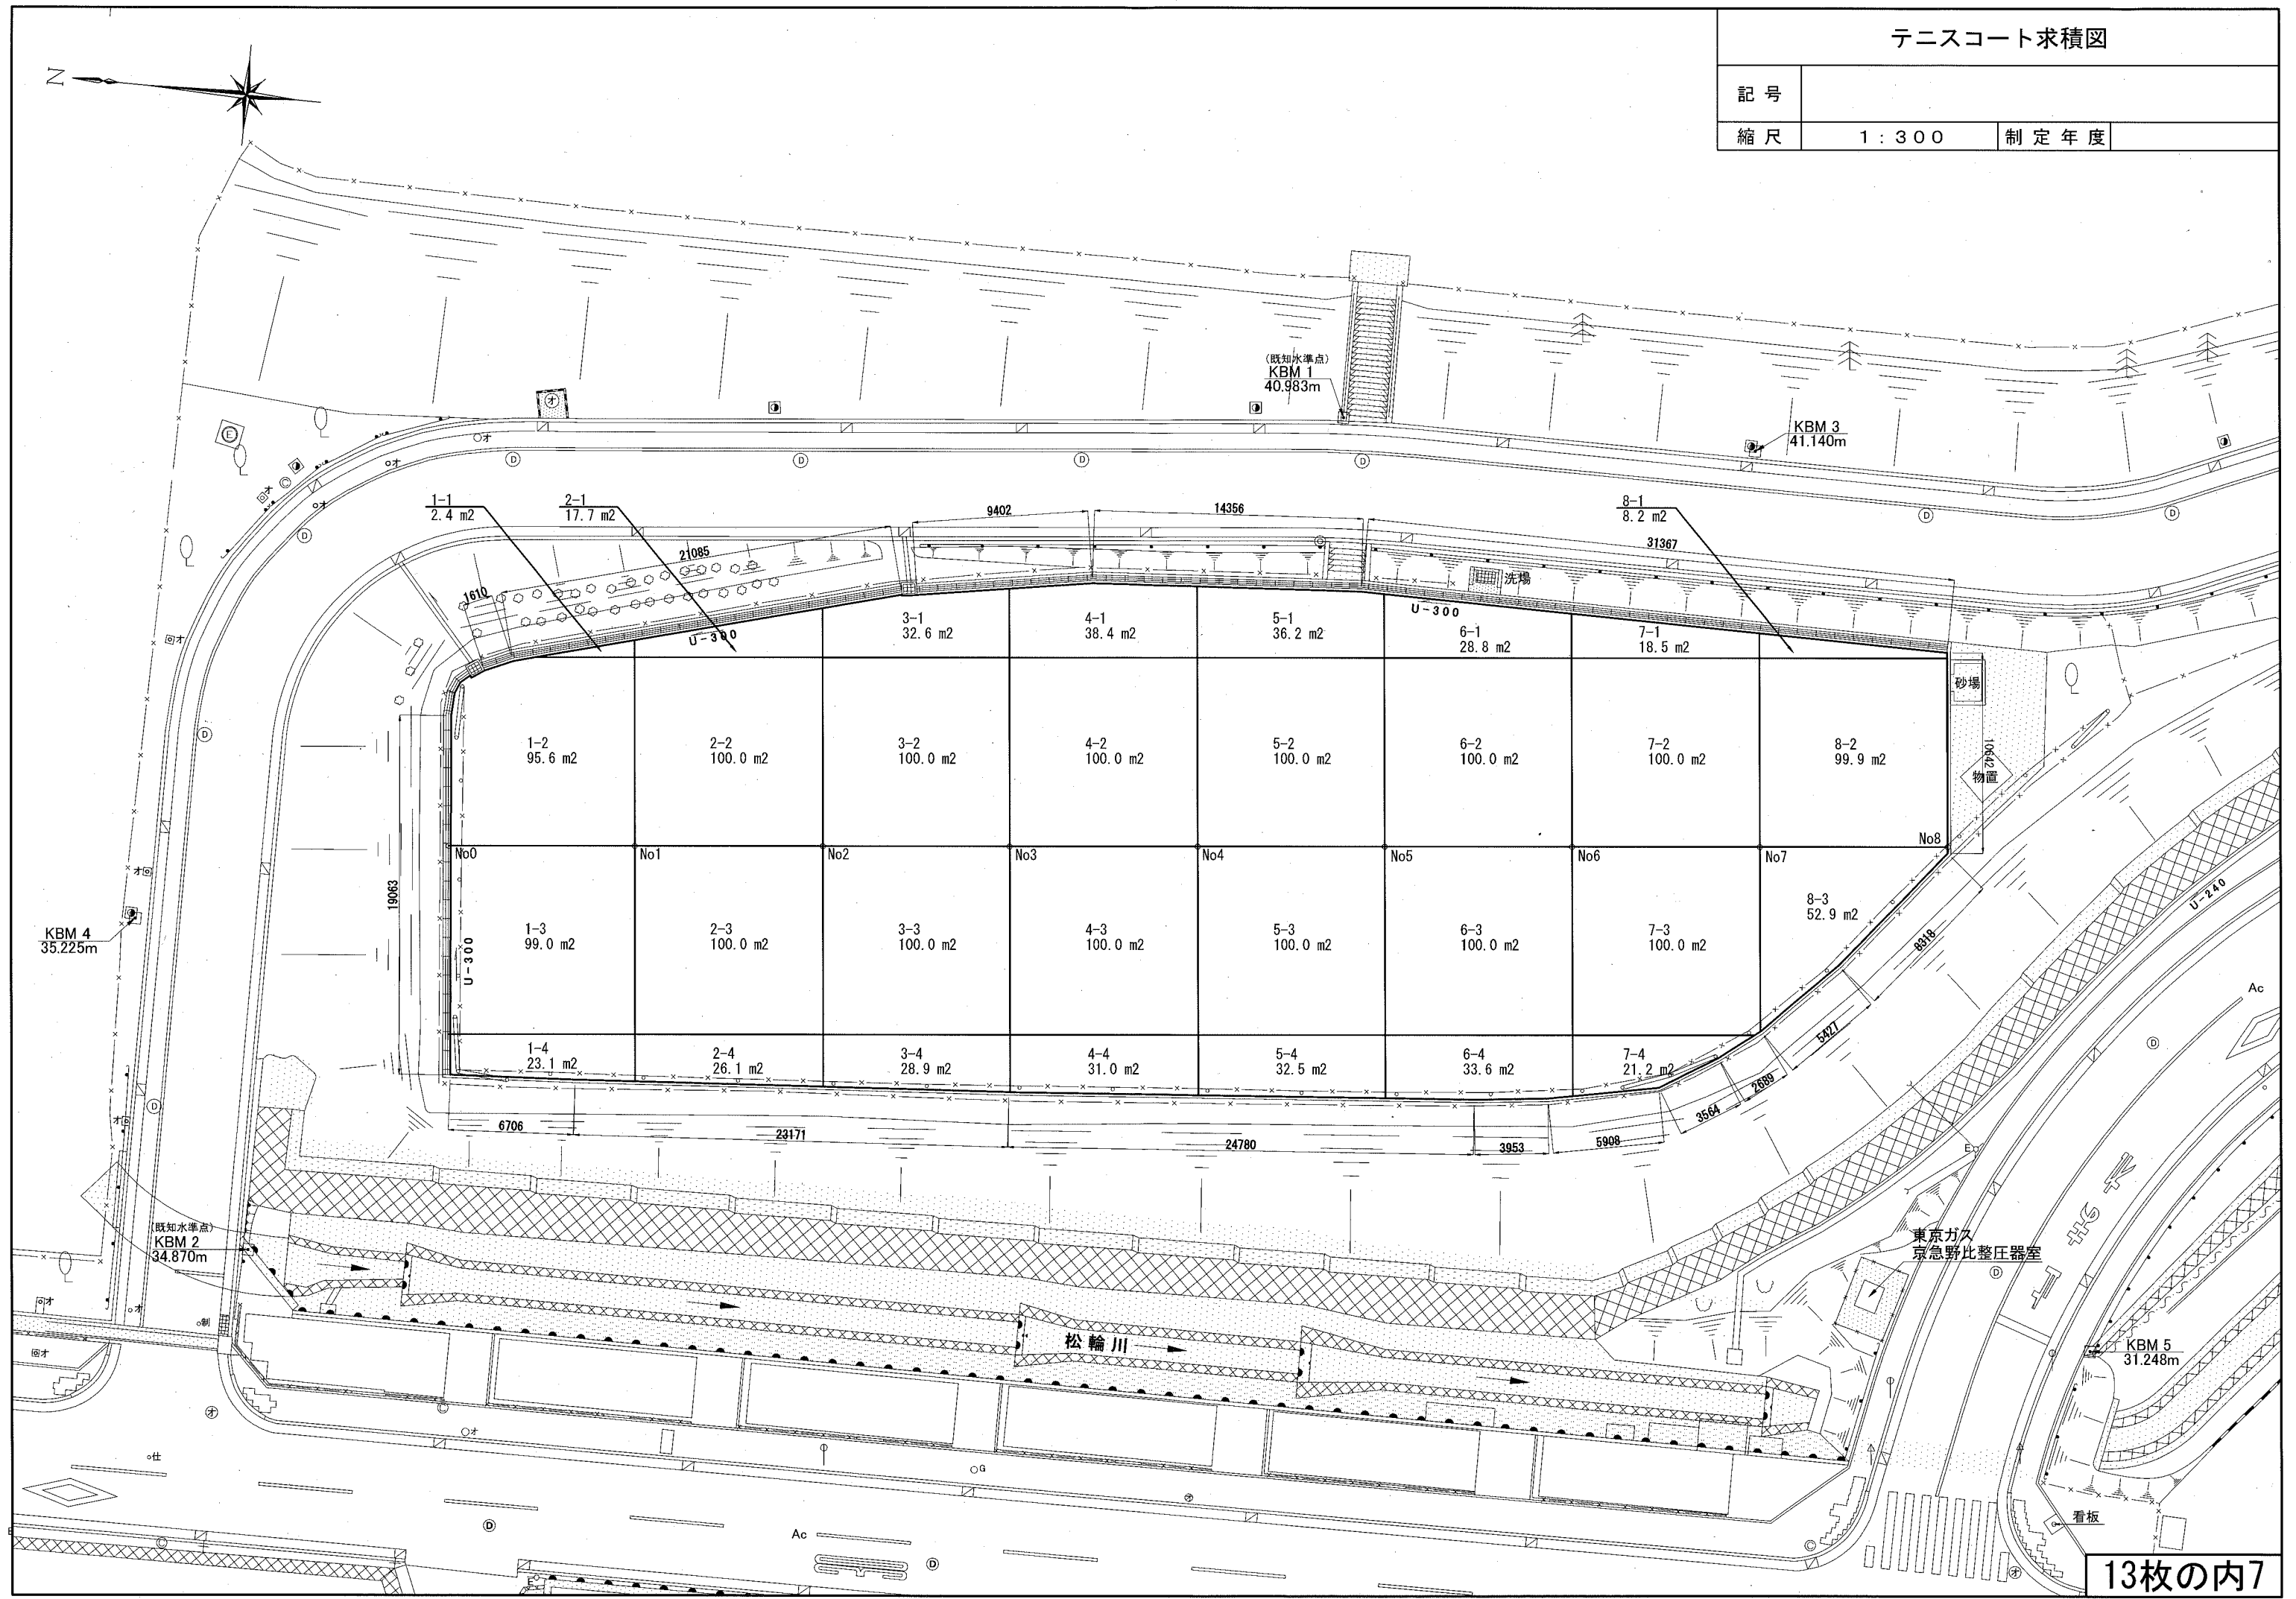 テニスコート求積図
記号
縮尺 1:300 制定年度
N
(既知水準点)
KBM 1
40.983m
KBM 3
41.140m
1-1
2.4 m2
2-1
17.7 m2
8-1
8.2 m2
9402
14356
31367
21085
1610
洗場
U-300
U-300
3-1
32.6 m2
4-1
38.4 m2
5-1
36.2 m2
6-1
28.8 m2
7-1
18.5 m2
砂場
1-2
95.6 m2
2-2
100.0 m2
3-2
100.0 m2
4-2
100.0 m2
5-2
100.0 m2
6-2
100.0 m2
7-2
100.0 m2
8-2
99.9 m2
10642
物置
No0
No1
No2
No3
No4
No5
No6
No7
No8
19063
U-300
1-3
99.0 m2
2-3
100.0 m2
3-3
100.0 m2
4-3
100.0 m2
5-3
100.0 m2
6-3
100.0 m2
7-3
100.0 m2
8-3
52.9 m2
U-240
KBM 4
35.225m
8318
5427
2689
3564
Ac
1-4
23.1 m2
2-4
26.1 m2
3-4
28.9 m2
4-4
31.0 m2
5-4
32.5 m2
6-4
33.6 m2
7-4
21.2 m2
6706
23171
24780
3953
5908
(既知水準点)
KBM 2
34.870m
東京ガス
京急野比整圧器室
松輪川
KBM 5
31.248m
Ac
看板
13枚の内7